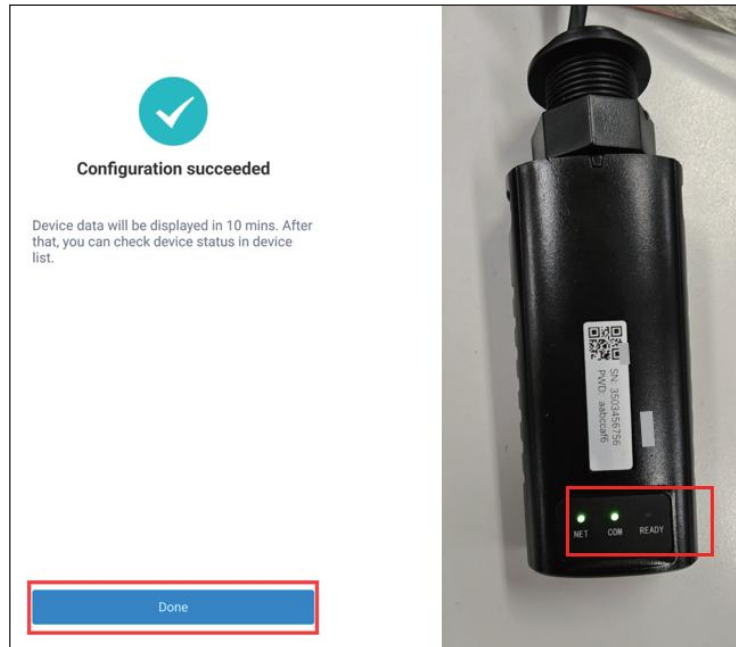 Configuration succeeded
Device data will be displayed in 10 mins. After
that, you can check device status in device
list.
Done
SN: 3503456756
PWD: aabccaf6
NET COM READY